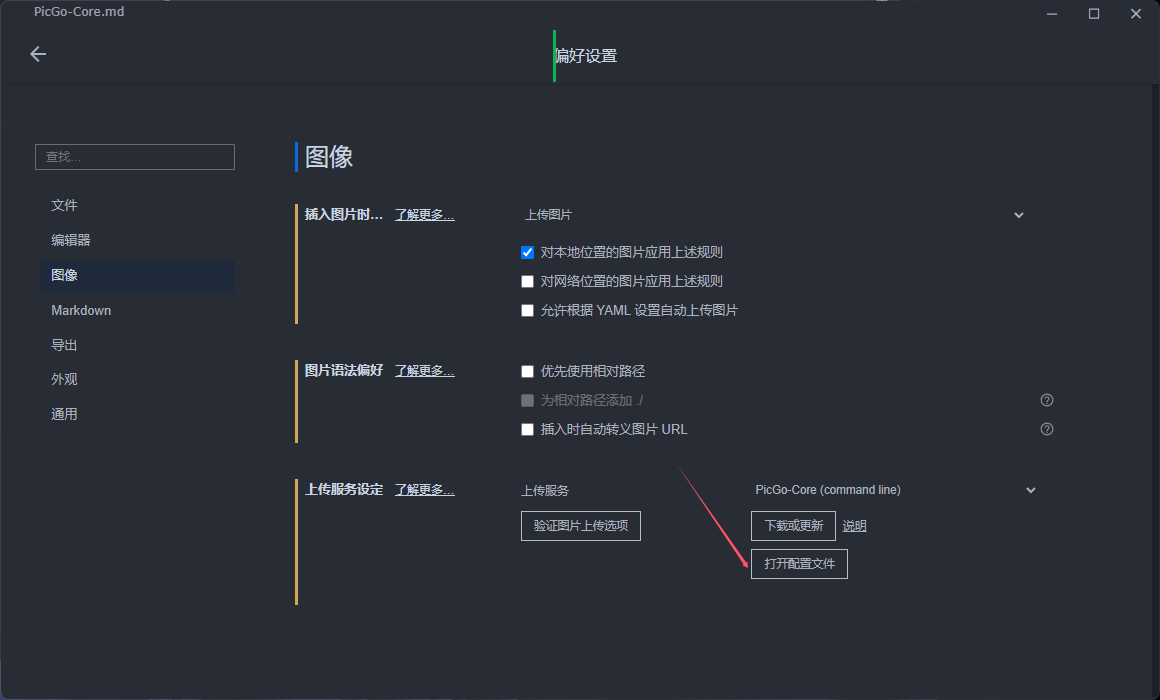 PicGo-Core.md
偏好设置
查找...
文件
编辑器
图像
Markdown
导出
外观
通用
图像
插入图片时... 了解更多... 上传图片
对本地位置的图片应用上述规则
对网络位置的图片应用上述规则
允许根据 YAML 设置自动上传图片
图片语法偏好 了解更多... 优先使用相对路径
为相对路径添加 ./
插入时自动转义图片 URL
上传服务设定 了解更多... 上传服务 PicGo-Core (command line)
验证图片上传选项 下载或更新 说明
打开配置文件